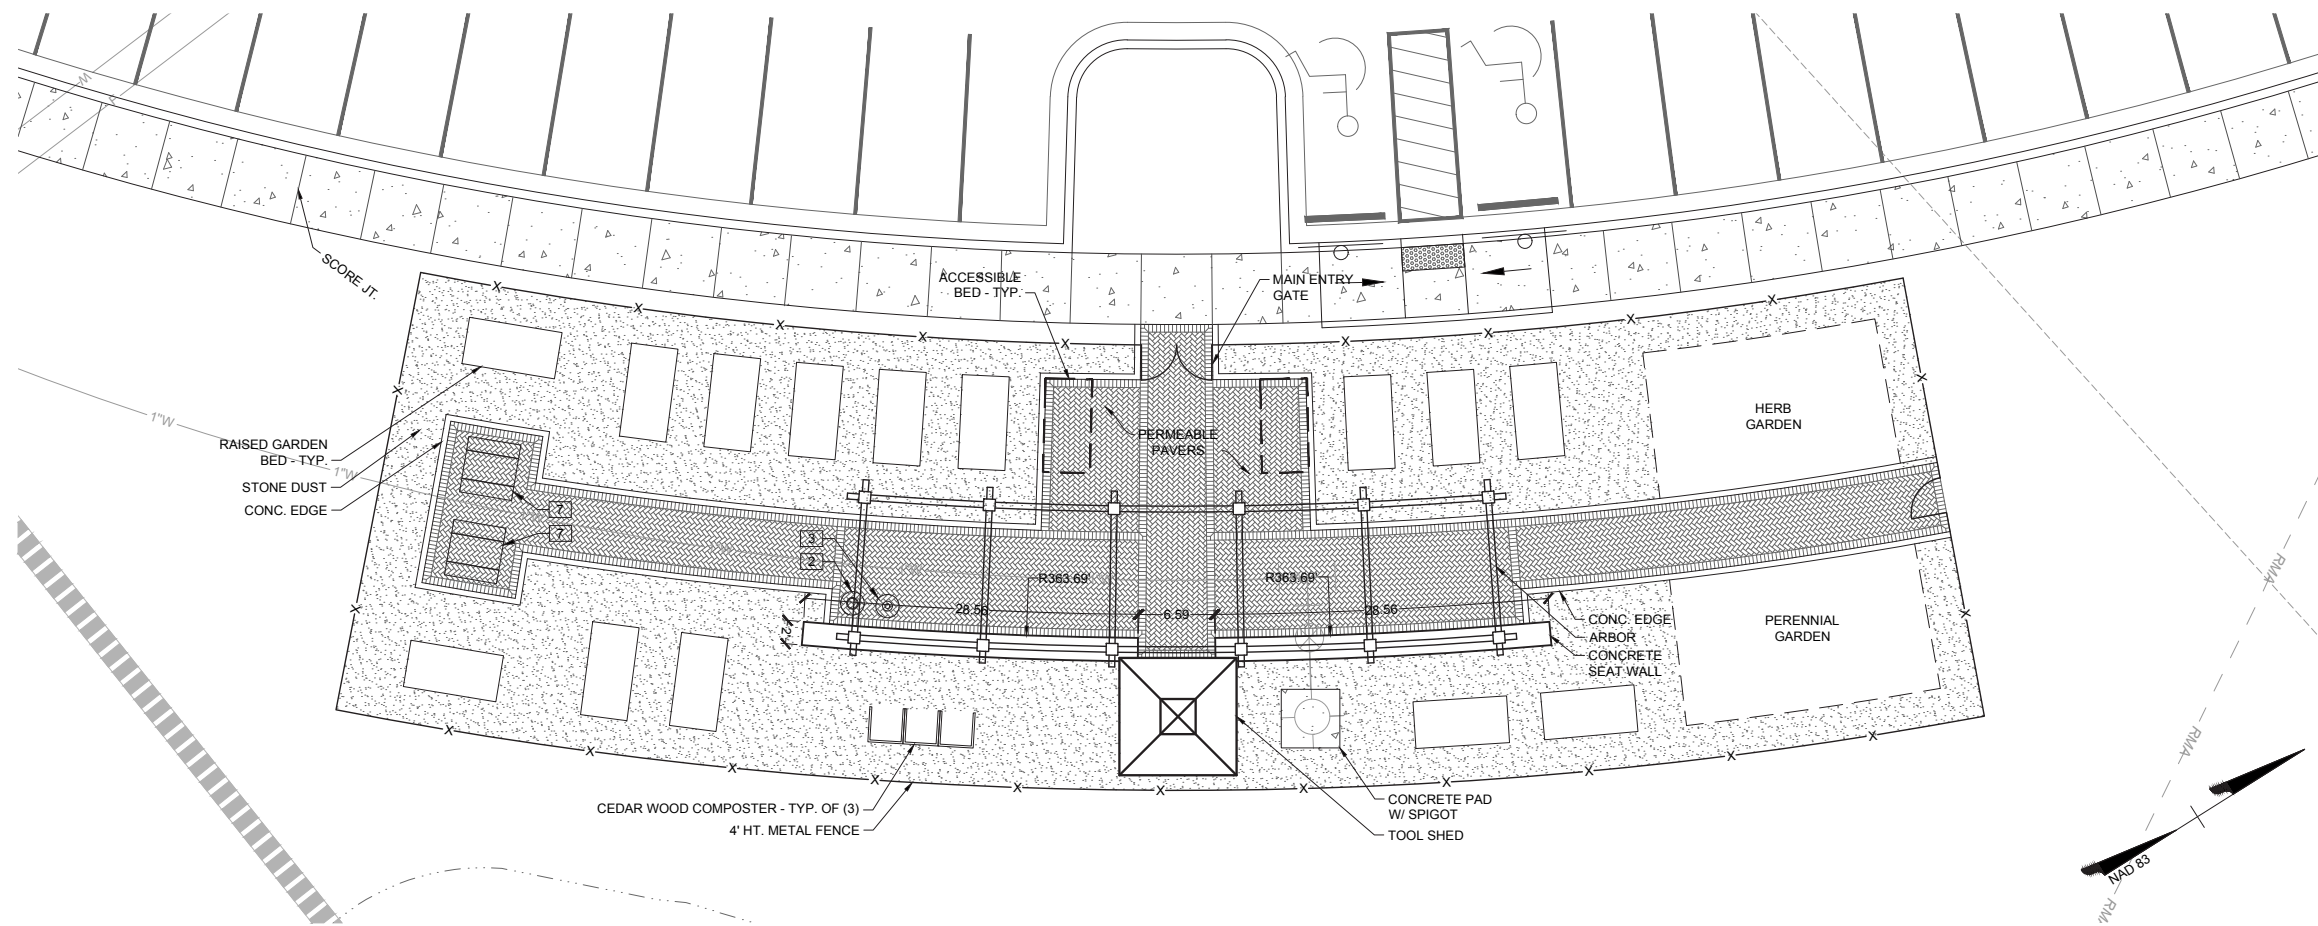 W
SCORE JT.
ACCESSIBLE
BED - TYP.
MAIN ENTRY
GATE
HERB
GARDEN
1"W
RAISED GARDEN
BED - TYP.
1"W
STONE DUST
CONC. EDGE
PERMEABLE
PAVERS
7
7
3
2
R363.69'
R363.69'
28.56
6.59
28.56
CONC. EDGE
ARBOR
CONCRETE
SEAT WALL
PERENNIAL
GARDEN
CEDAR WOOD COMPOSTER - TYP. OF (3)
4' HT. METAL FENCE
CONCRETE PAD
W/ SPIGOT
TOOL SHED
RMA
RMA
NAD 83